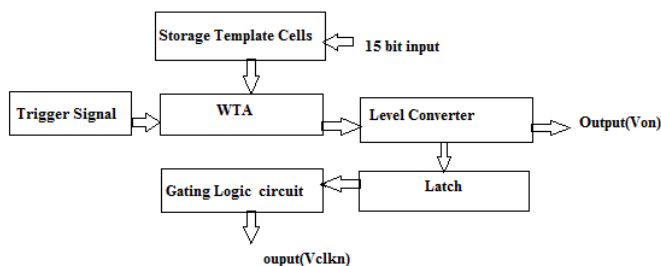 Storage Template Cells
15 bit input
Trigger Signal
WTA
Level Converter
Output(Von)
Gating Logic circuit
Latch
ouput(Vclkn)